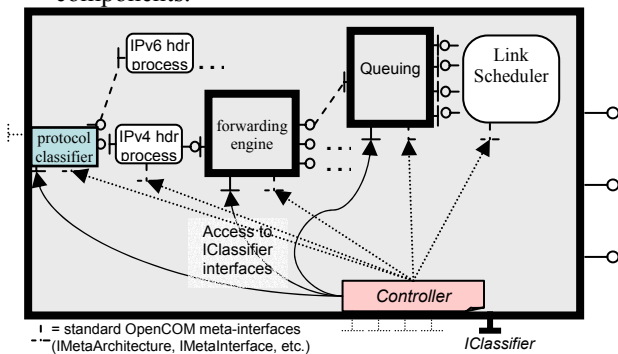 components.
IPv6 hdr
process
. . .
protocol
classifier
IPv4 hdr
process
forwarding
engine
. . . .
. . . .
Queuing
Link
Scheduler
Access to
IClassifier
interfaces
Controller
IClassifier
= standard OpenCOM meta-interfaces
(IMetaArchitecture, IMetaInterface, etc.)